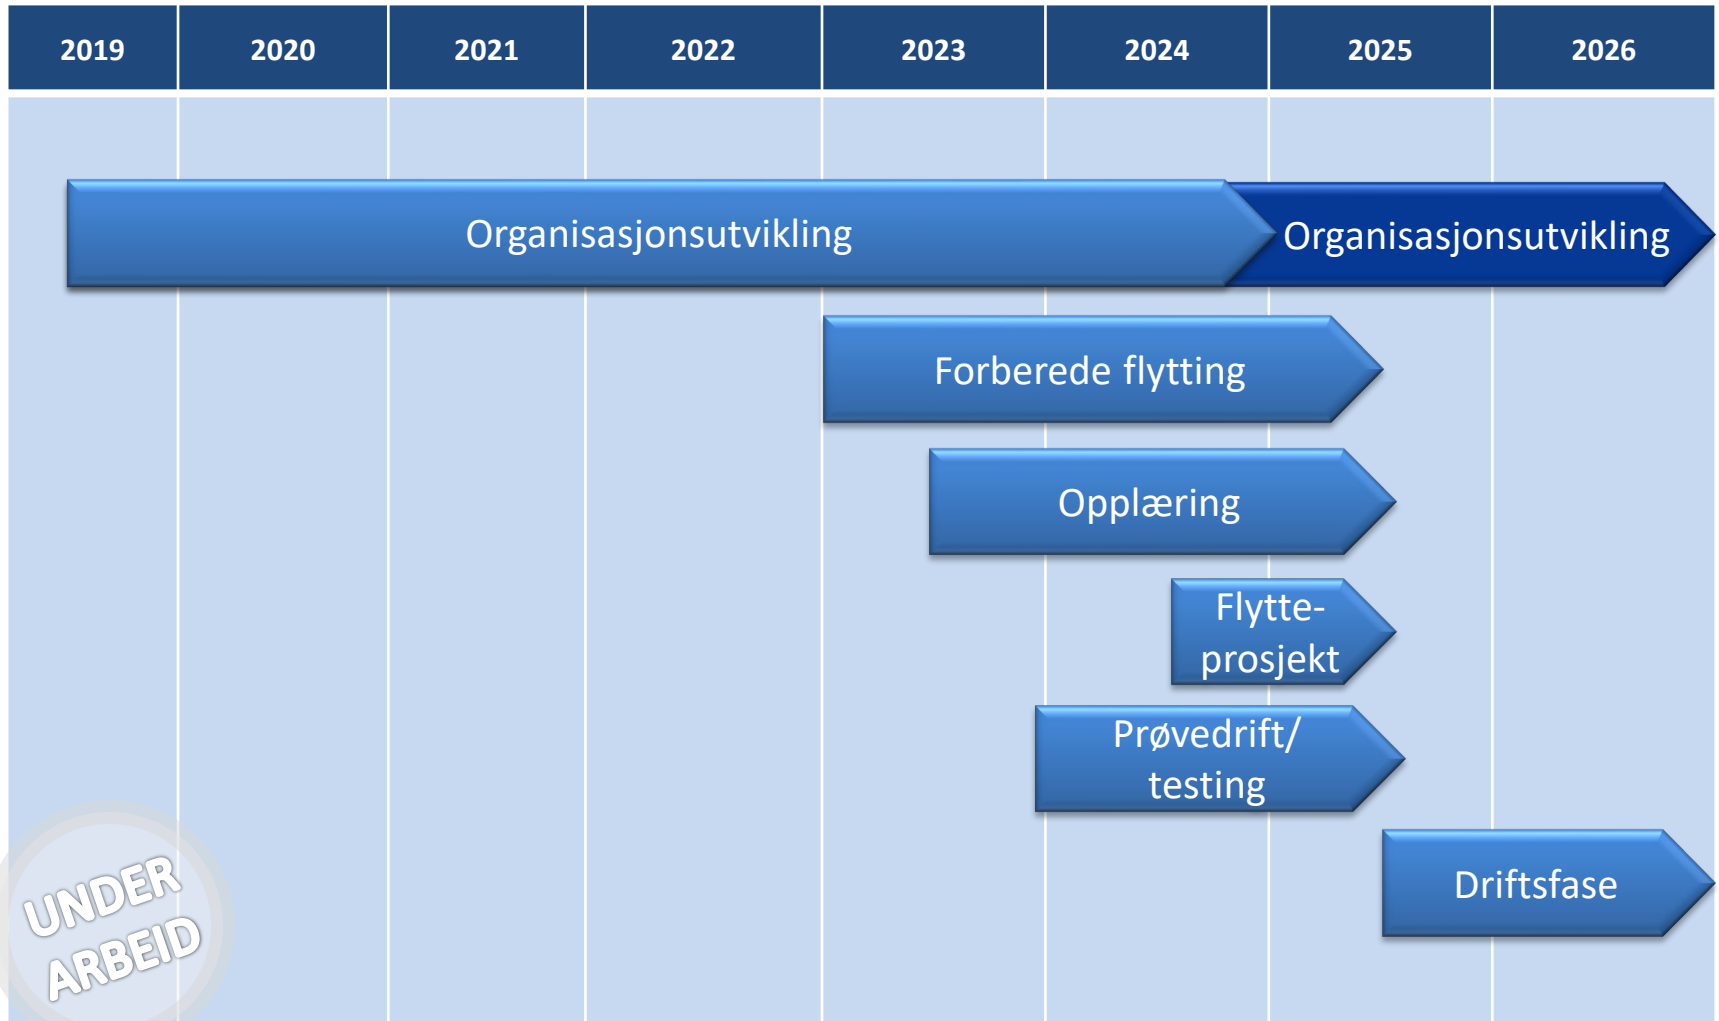 2019 2020 2021 2022 2023 2024 2025 2026
Organisasjonsutvikling Organisasjonsutvikling
Forberede flytting
Opplæring
Flytte-
prosjekt
Prøvedrift/
testing
Driftsfase
UNDER
ARBEID